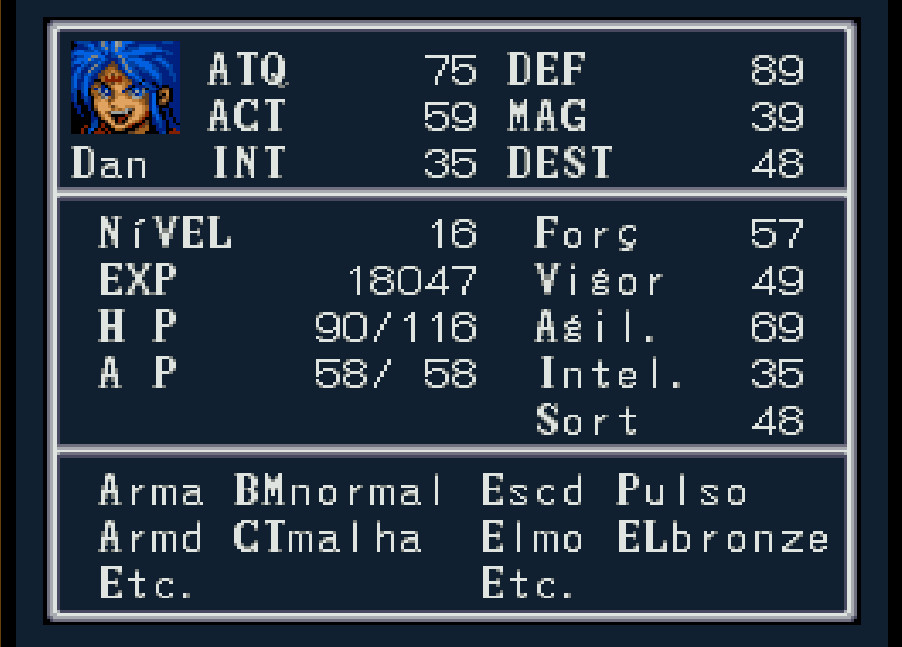 ATQ 75 DEF 89
ACT 59 MAG 39
Dan INT 35 DEST 48
NíVEL 16 Forç 57
EXP 18047 Vigor 49
H P 90/116 Agil. 69
A P 58/ 58 Intel. 35
Sort 48
Arma BMnormal Escd Pulso
Armd CTmalha Elmo ELbronze
Etc. Etc.